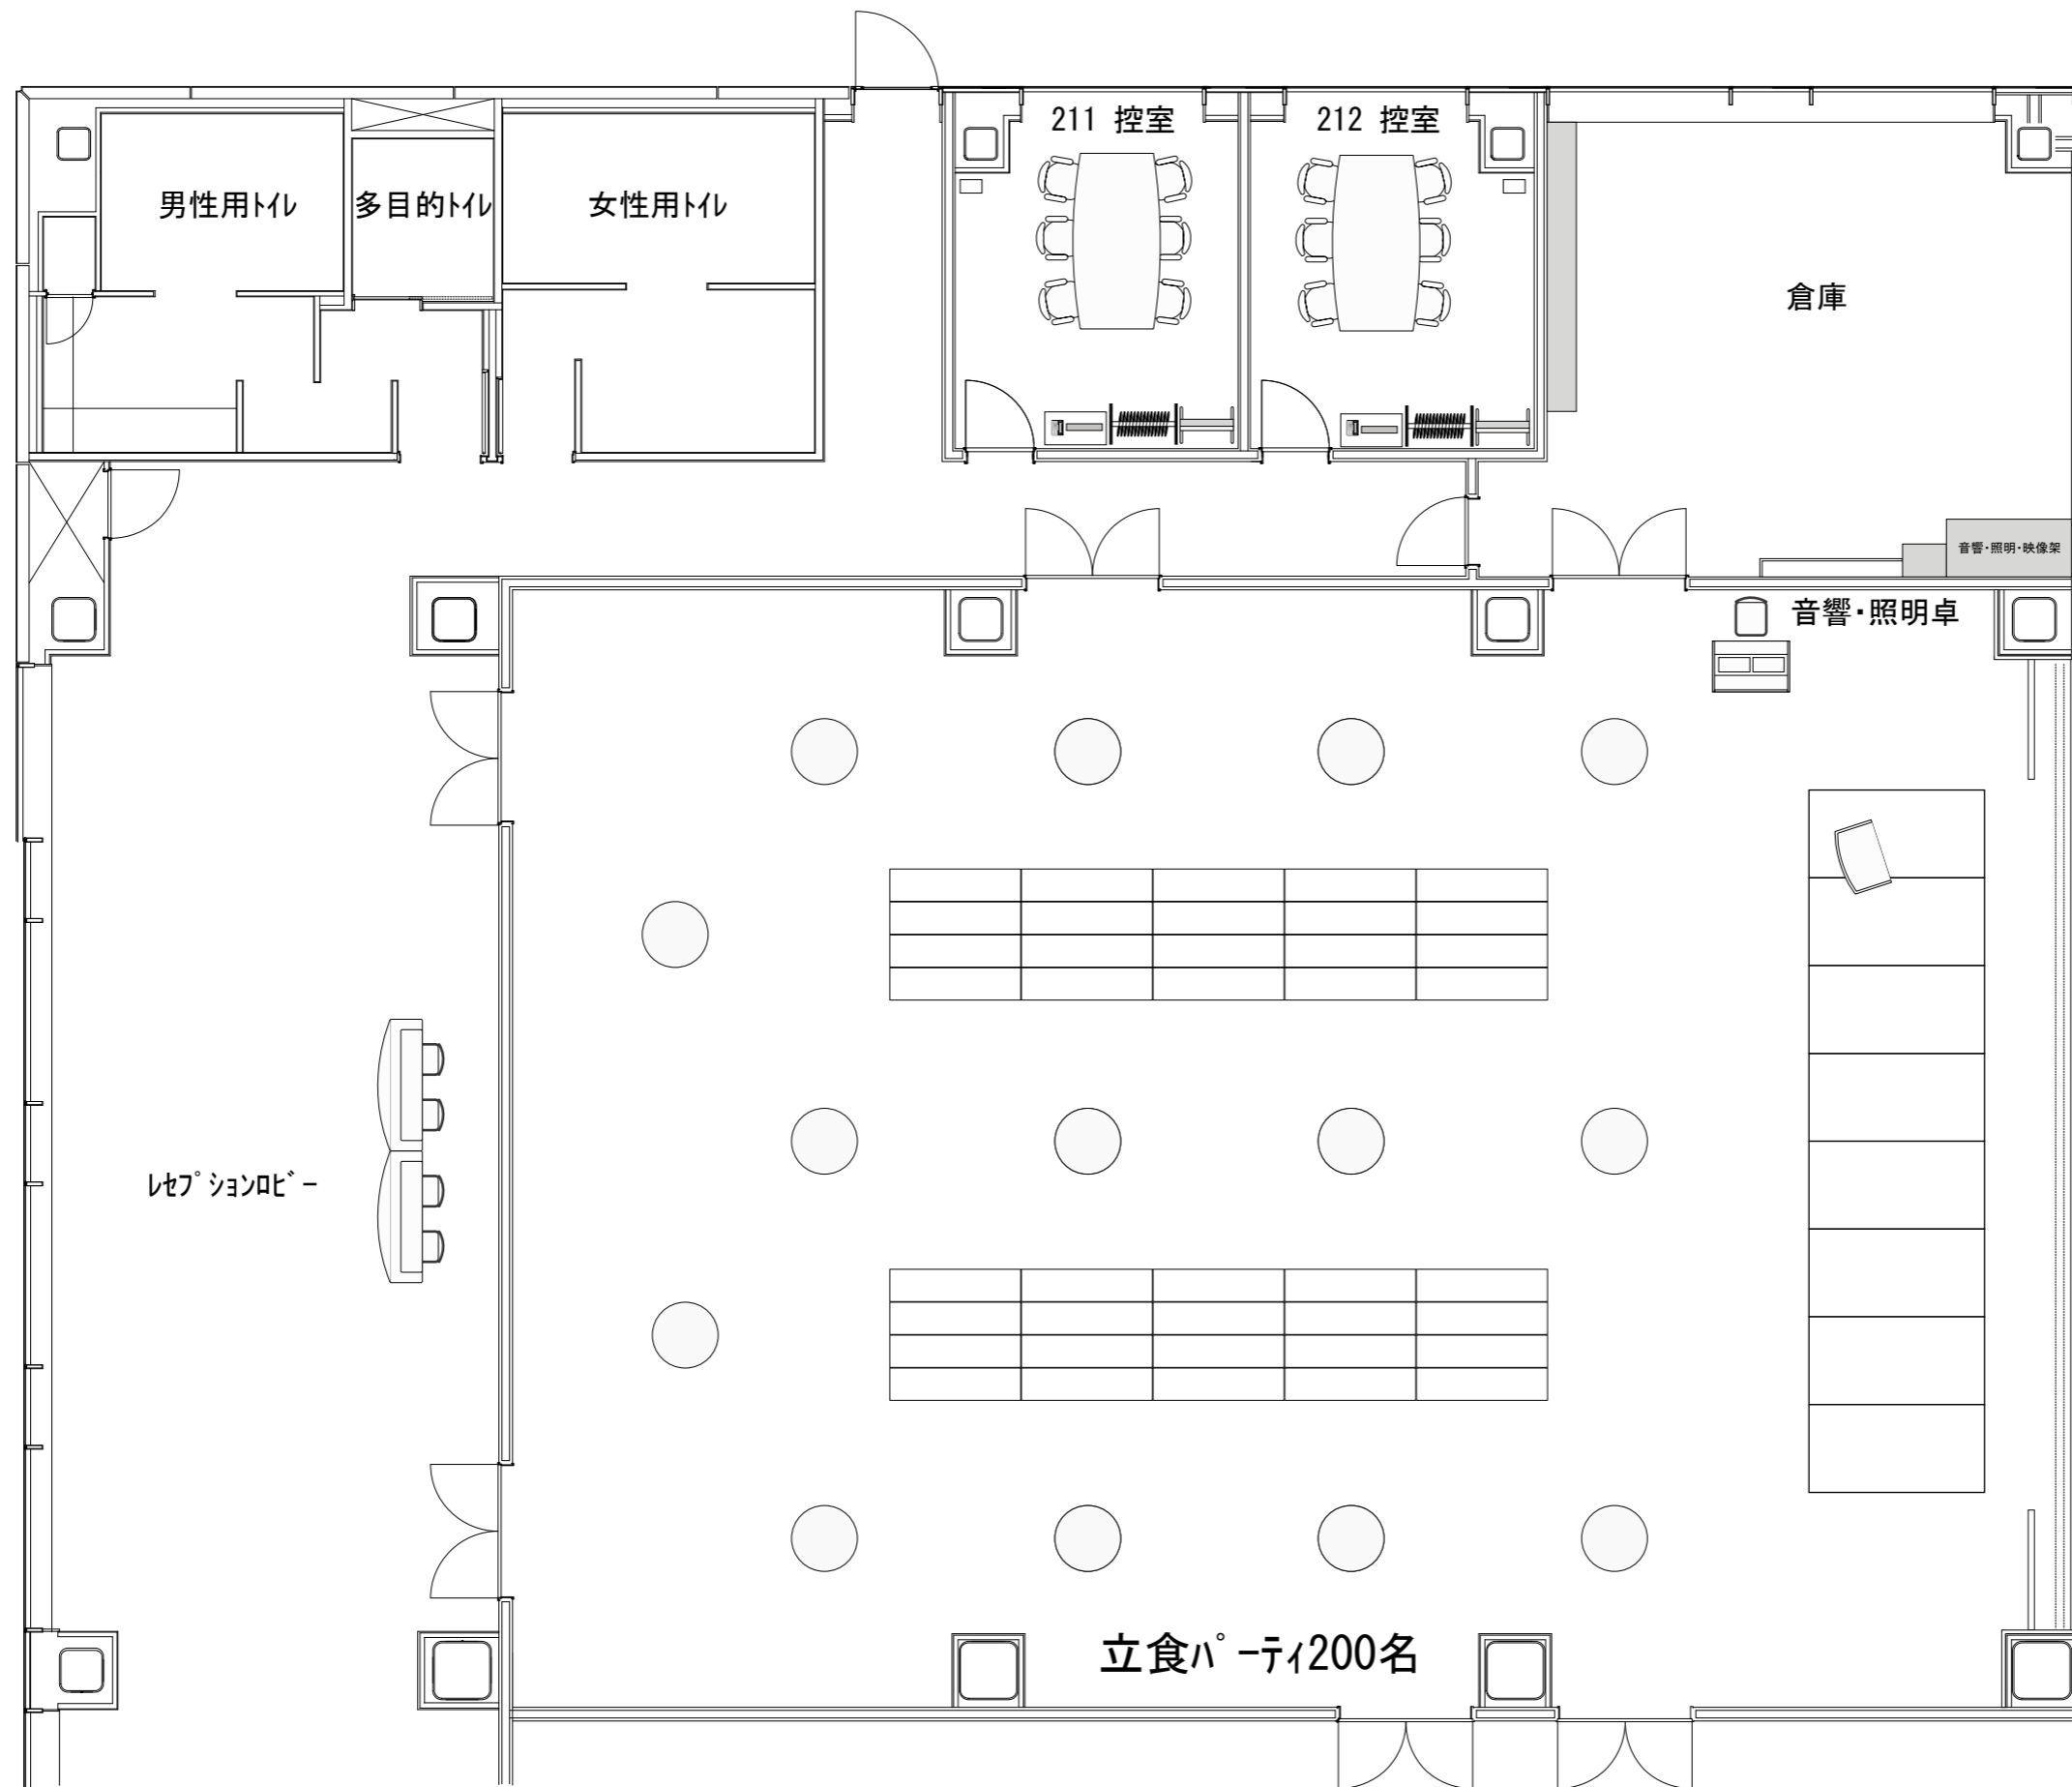 211 控室
212 控室
男性用ﾄｲﾚ
多目的ﾄｲﾚ
女性用ﾄｲﾚ
倉庫
音響・照明・映像架
音響・照明卓
ﾚｾﾌﾟｼｮﾝﾛﾋﾞｰ
立食ﾊﾟｰﾃｨ200名